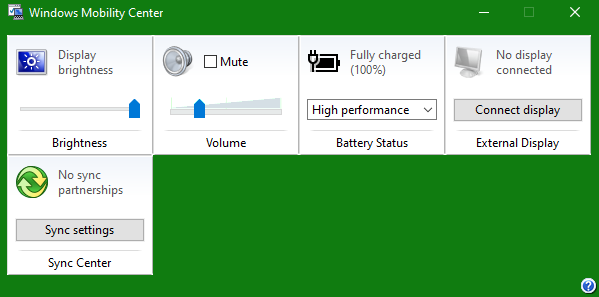 Windows Mobility Center
Display
brightness
Brightness
Mute
Volume
Fully charged
(100%)
High performance
Battery Status
No display
connected
Connect display
External Display
No sync
partnerships
Sync settings
Sync Center
?